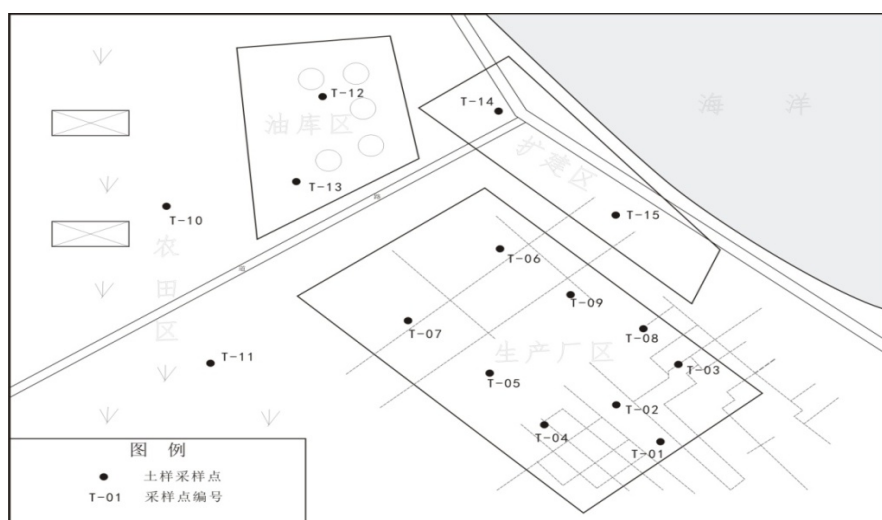 T-12
T-14
海 洋
油库区
扩建区
T-13
T-15
T-10
农田区
T-06
T-09
T-07
T-08
生产厂区
T-11
T-03
T-05
T-02
T-04
T-01
图 例
土样采样点
T-01 采样点编号